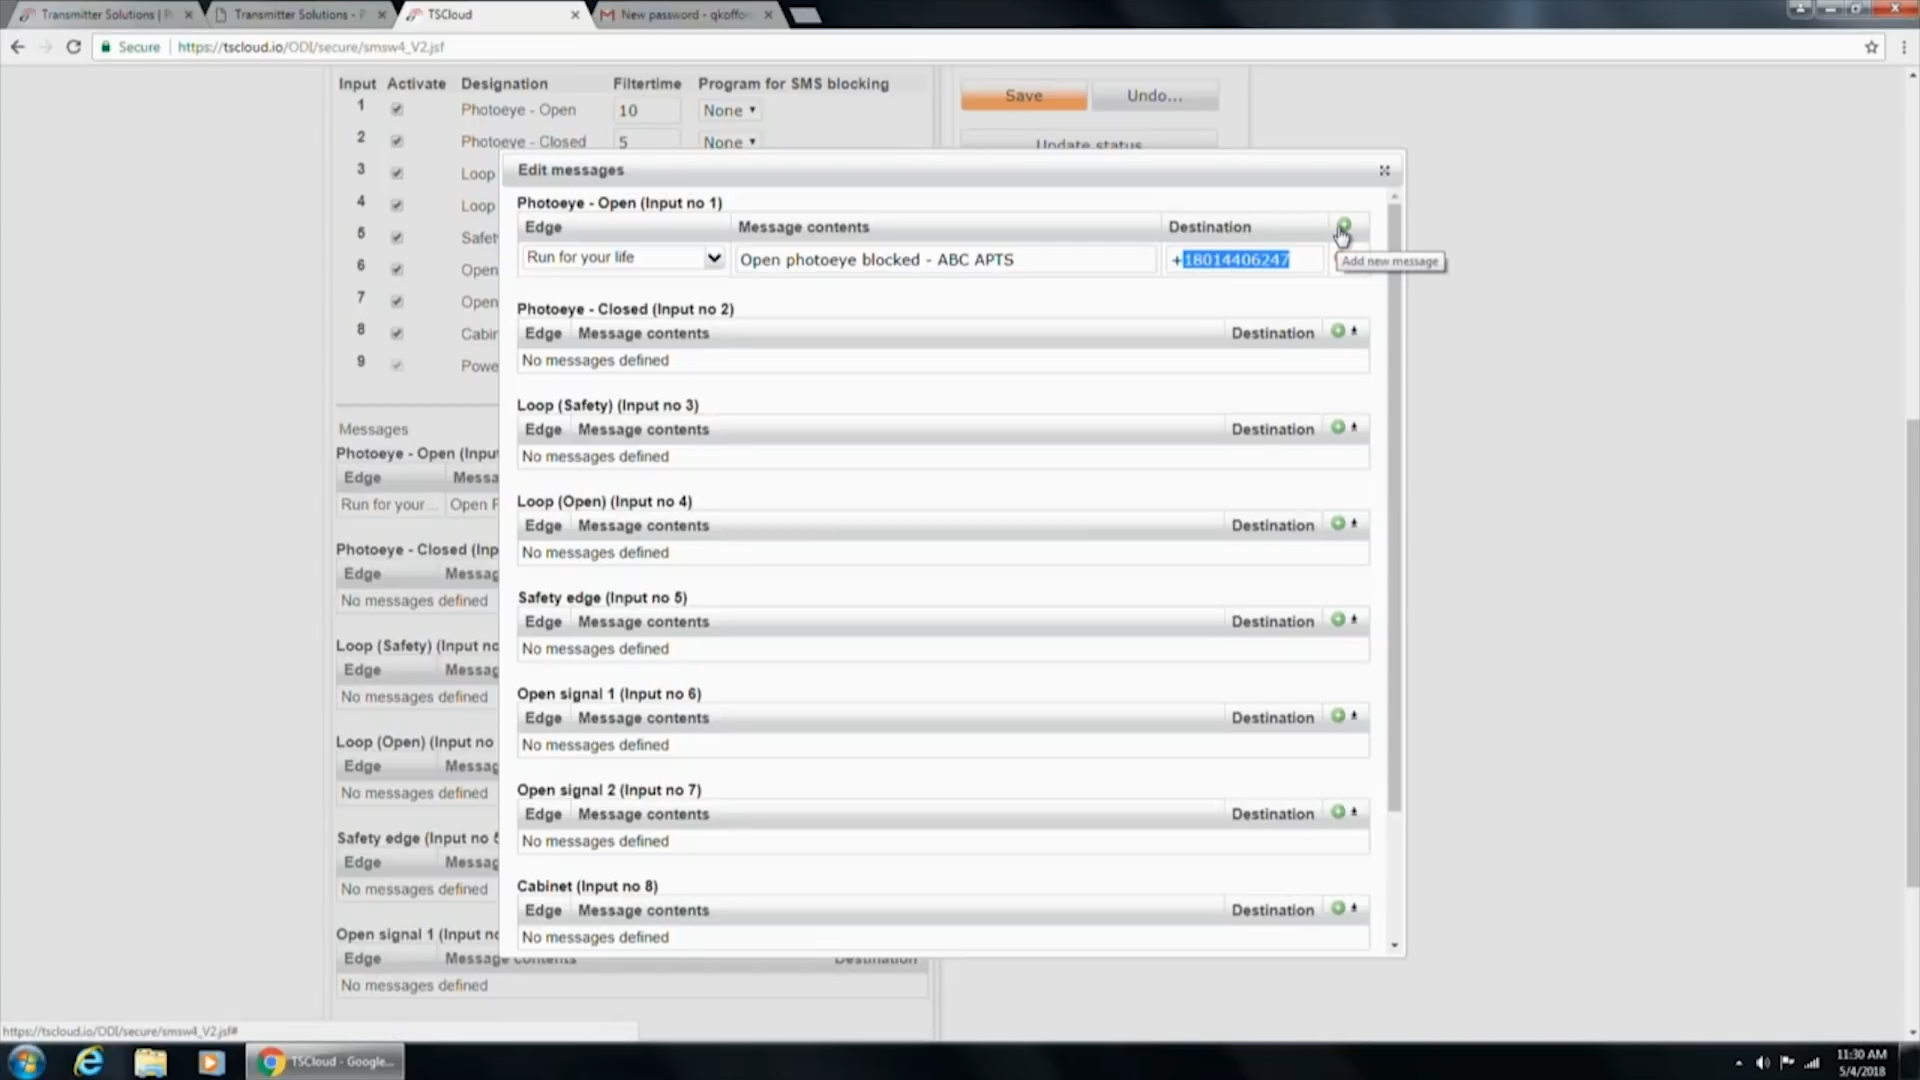 Transmitter Solutions | P
Transmitter Solutions - P
TSCloud
New password - qkoffor
Secure | https://tscloud.io/ODI/secure/smsw4_V2.jsf
Input Activate Designation Filtertime Program for SMS blocking
1 Photoeye - Open 10 None
2 Photoeye - Closed 5 None
3 Loop
4 Loop
5 Safet
6 Open
7 Open
8 Cabin
9 Powe
Save
Undo...
Update status
Messages
Photoeye - Open (Input
Edge Messa
Run for your... Open P
Photoeye - Closed (Inp
Edge Messag
No messages defined
Loop (Safety) (Input no
Edge Messag
No messages defined
Loop (Open) (Input no
Edge Messag
No messages defined
Safety edge (Input no 5
Edge Messag
No messages defined
Open signal 1 (Input no
Edge Message contents Destination
No messages defined
Edit messages
Photoeye - Open (Input no 1)
Edge Message contents Destination
Run for your life Open photoeye blocked - ABC APTS +18014406247
Add new message
Photoeye - Closed (Input no 2)
Edge Message contents Destination
No messages defined
Loop (Safety) (Input no 3)
Edge Message contents Destination
No messages defined
Loop (Open) (Input no 4)
Edge Message contents Destination
No messages defined
Safety edge (Input no 5)
Edge Message contents Destination
No messages defined
Open signal 1 (Input no 6)
Edge Message contents Destination
No messages defined
Open signal 2 (Input no 7)
Edge Message contents Destination
No messages defined
Cabinet (Input no 8)
Edge Message contents Destination
No messages defined
https://tscloud.io/ODI/secure/smsw4_V2.jsf#
TSCloud - Google...
11:30 AM
5/4/2018